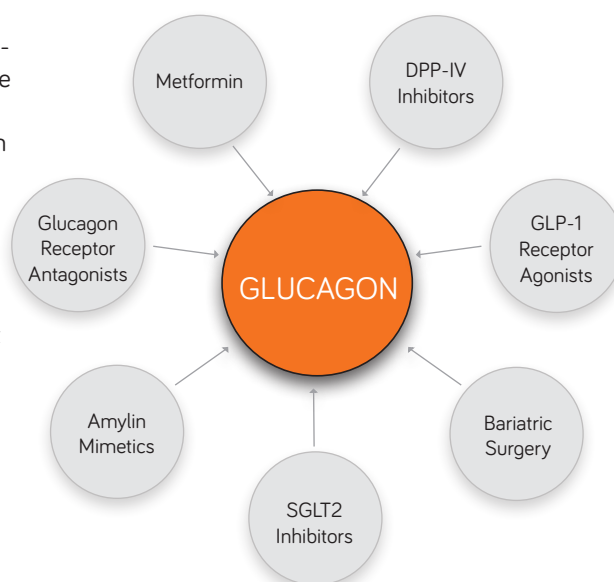 -
e
n
Metformin
DPP-IV
Inhibitors
Glucagon
Receptor
Antagonists
GLUCAGON
GLP-1
Receptor
Agonists
.
Amylin
Mimetics
Bariatric
Surgery
SGLT2
Inhibitors